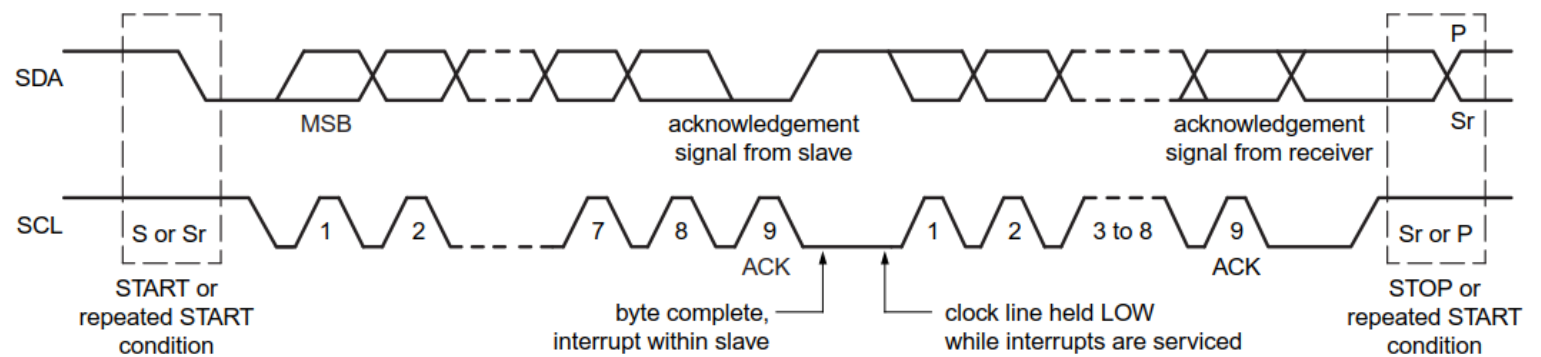 P
SDA
MSB
acknowledgement
signal from slave
acknowledgement
signal from receiver
Sr
SCL
S or Sr
1
2
7
8
9
1
2
3 to 8
9
Sr or P
ACK
ACK
START or
repeated START
condition
byte complete,
interrupt within slave
clock line held LOW
while interrupts are serviced
STOP or
repeated START
condition